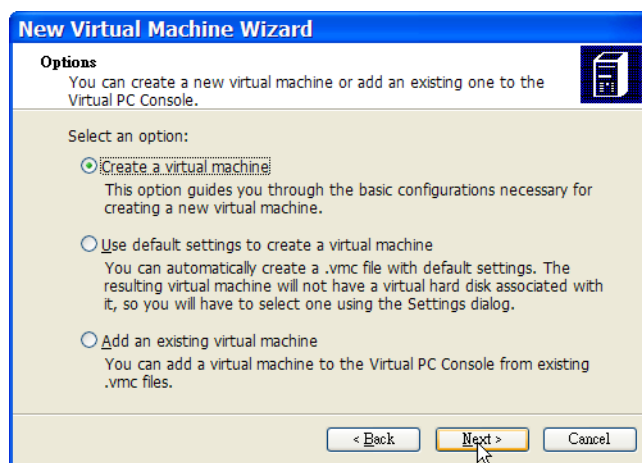 New Virtual Machine Wizard
Options
You can create a new virtual machine or add an existing one to the
Virtual PC Console.
Select an option:
Create a virtual machine
This option guides you through the basic configurations necessary for
creating a new virtual machine.
Use default settings to create a virtual machine
You can automatically create a .vmc file with default settings. The
resulting virtual machine will not have a virtual hard disk associated with
it, so you will have to select one using the Settings dialog.
Add an existing virtual machine
You can add a virtual machine to the Virtual PC Console from existing
.vmc files.
< Back Next > Cancel